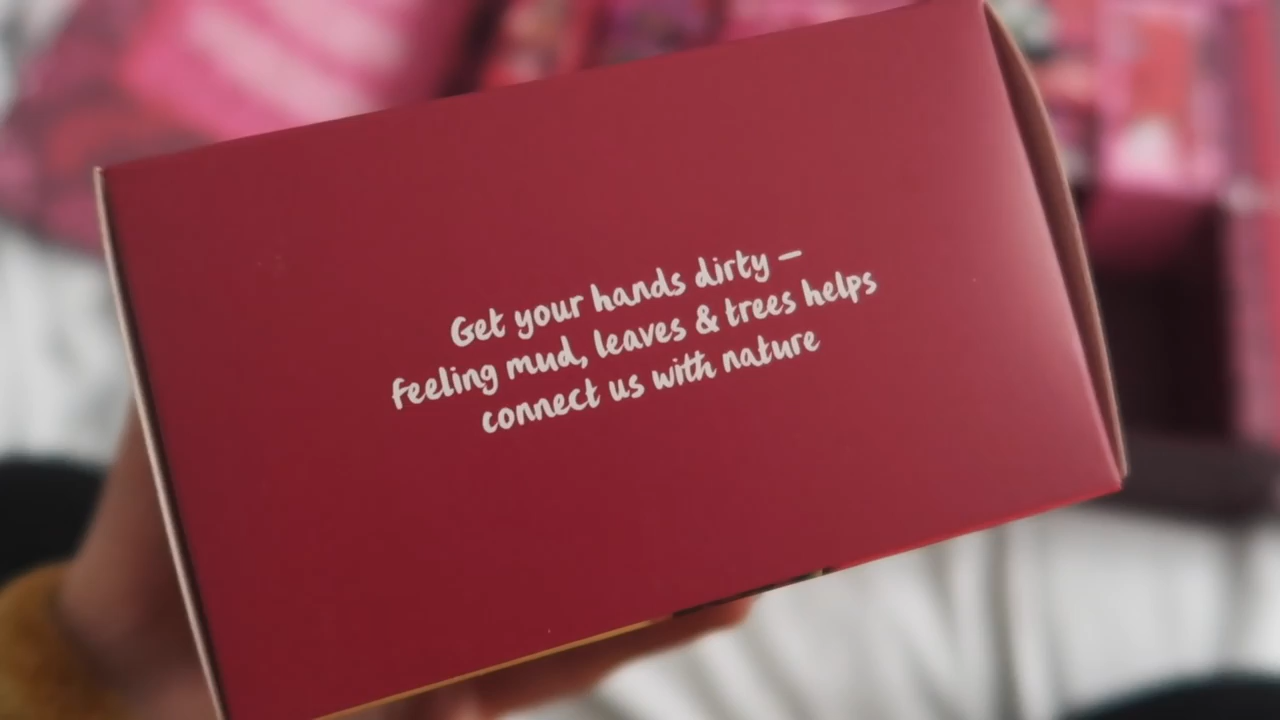 Get your hands dirty –
feeling mud, leaves & trees helps
connect us with nature